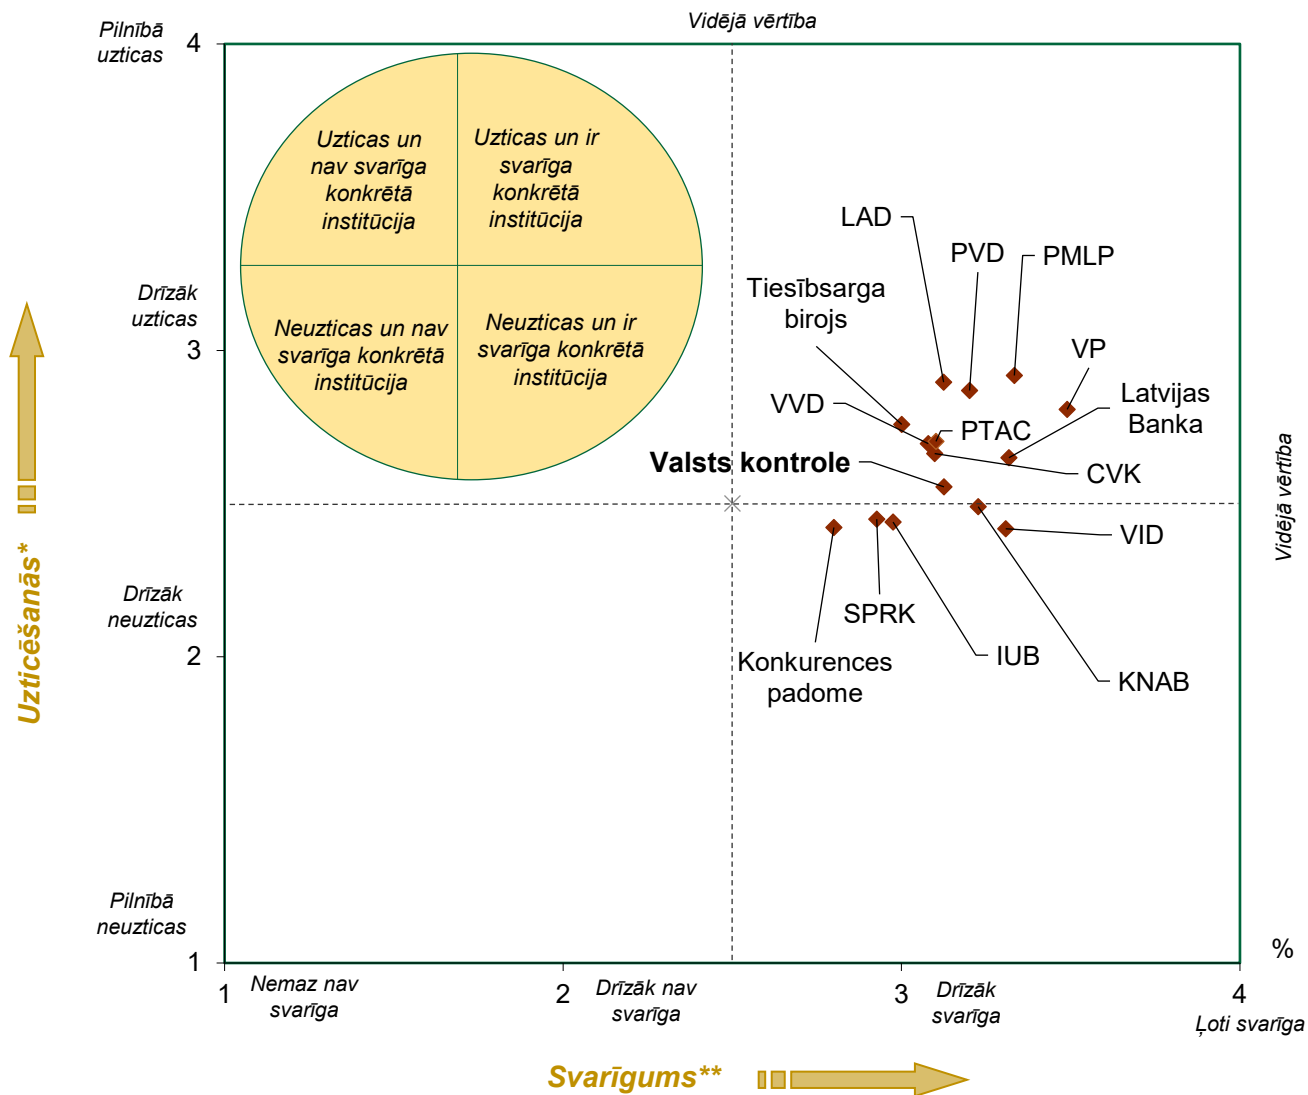 Vidējā vērtība
Pilnībā
uzticas
4
Uzticas un
nav svarīga
konkrētā
institūcija
Uzticas un ir
svarīga
konkrētā
institūcija
Neuzticas un nav
svarīga konkrētā
institūcija
Neuzticas un ir
svarīga konkrētā
institūcija
LAD
PVD
PMLP
Tiesībsarga
birojs
Drīzāk
uzticas
3
VP
Latvijas
Banka
VVD
PTAC
Valsts kontrole
CVK
Vidējā vērtība
VID
Uzticēšanās*
Drīzāk
neuzticas
2
SPRK
IUB
Konkurences
padome
KNAB
Pilnībā
neuzticas
1
%
1
Nemaz nav
svarīga
2
Drīzāk nav
svarīga
3
Drīzāk
svarīga
4
Ļoti svarīga
Svarīgums**